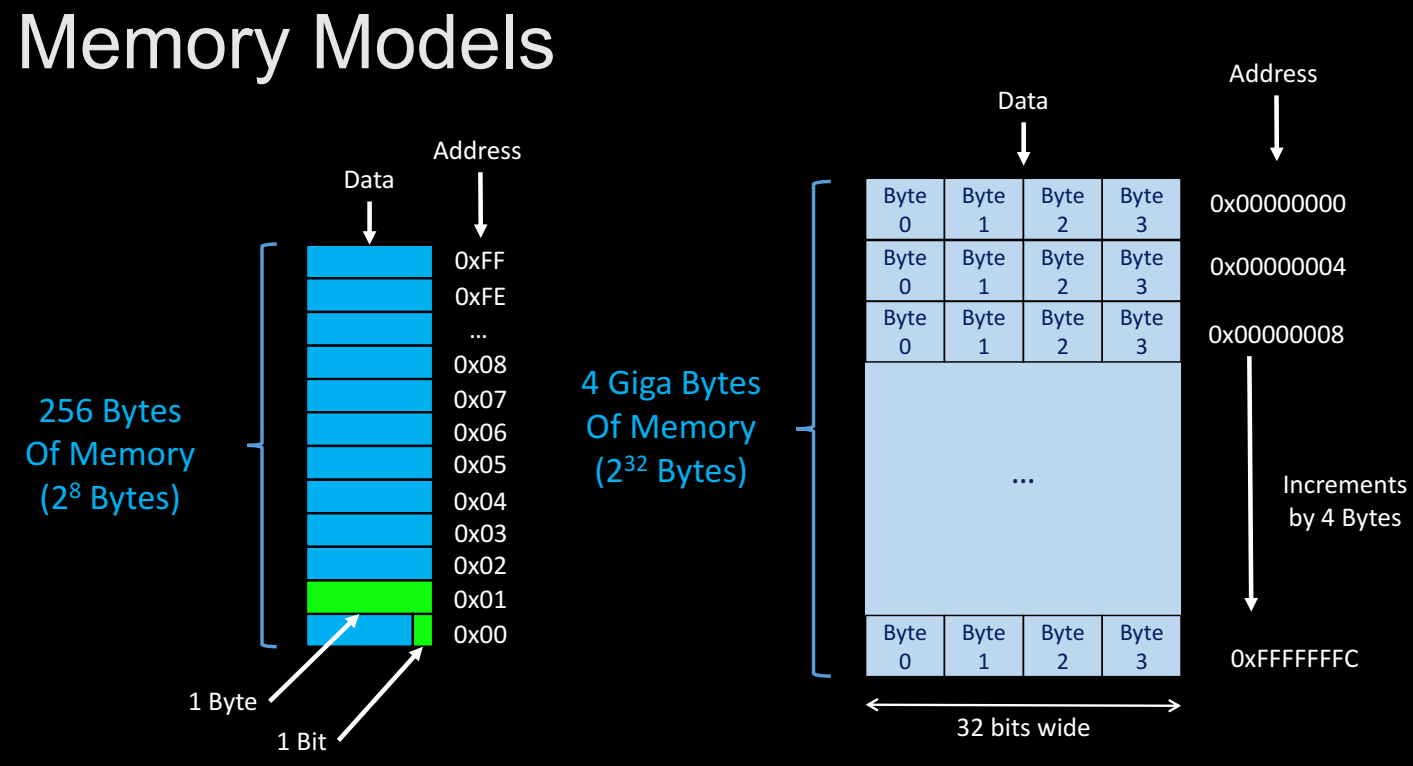 Memory Models
Address
Data
0xFF
0xFE
...
0x08
0x07
0x06
0x05
0x04
0x03
0x02
0x01
0x00
256 Bytes
Of Memory
(2⁸ Bytes)
1 Byte
1 Bit
Address
Data
Byte 0 Byte 1 Byte 2 Byte 3 0x00000000
Byte 0 Byte 1 Byte 2 Byte 3 0x00000004
Byte 0 Byte 1 Byte 2 Byte 3 0x00000008
4 Giga Bytes
Of Memory
(2³² Bytes)
...
Increments
by 4 Bytes
Byte 0 Byte 1 Byte 2 Byte 3 0xFFFFFFFC
32 bits wide